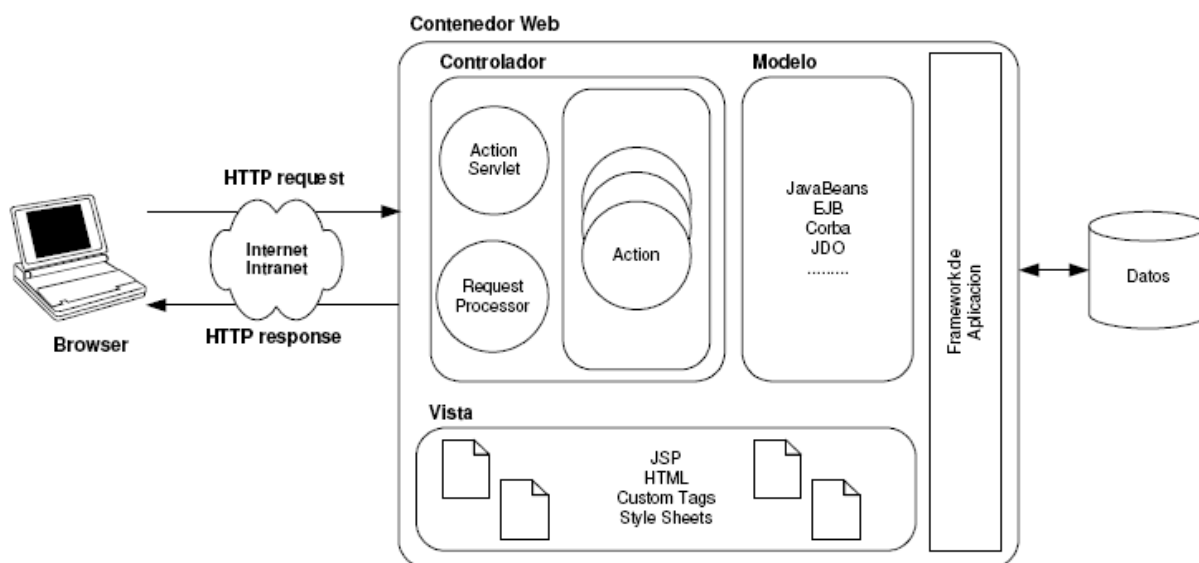 Contenedor Web
Controlador
Modelo
Action
Servlet
HTTP request
JavaBeans
EJB
Corba
JDO
.........
Internet
Intranet
Action
Request
Processor
Framework de
Aplicacion
Datos
Browser
HTTP response
Vista
JSP
HTML
Custom Tags
Style Sheets